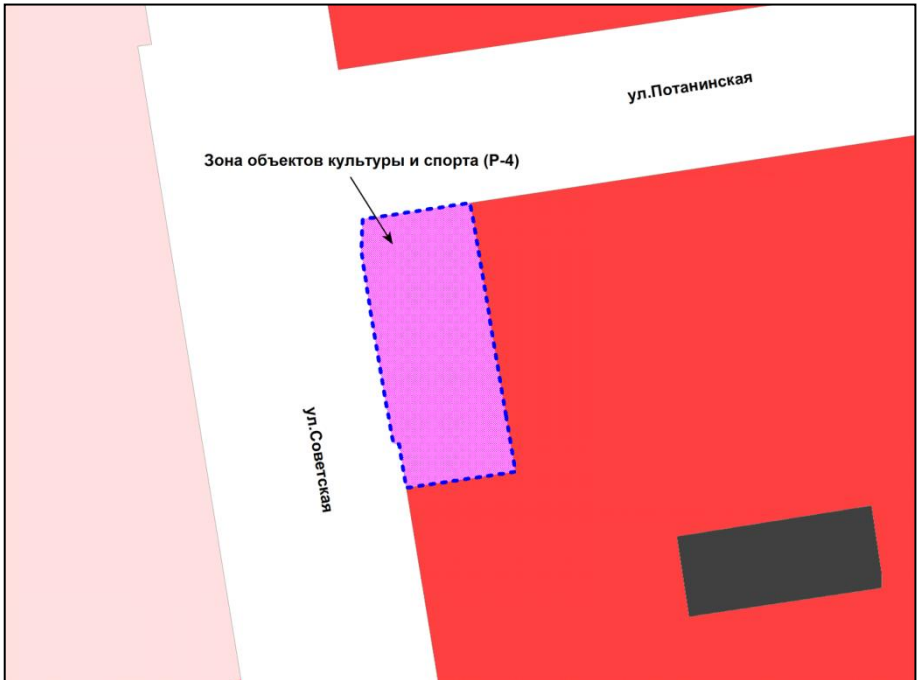 ул.Потанинская
Зона объектов культуры и спорта (Р-4)
ул.Советская